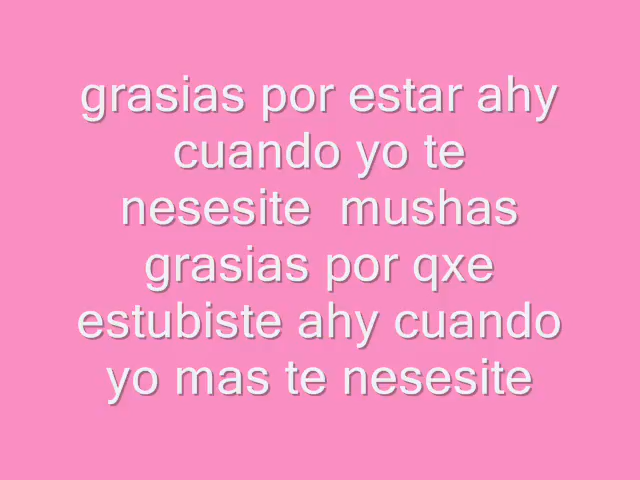 grasias por estar ahy
cuando yo te
nesesite  mushas
grasias por qxe
estubiste ahy cuando
yo mas te nesesite